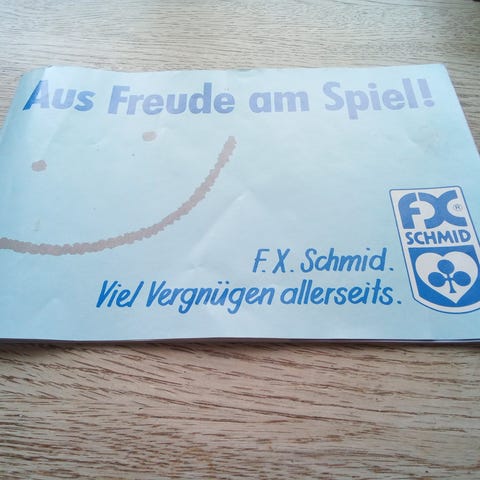 Aus Freude am Spiel!
FX®
SCHMID
F.X. Schmid.
Viel Vergnügen allerseits.